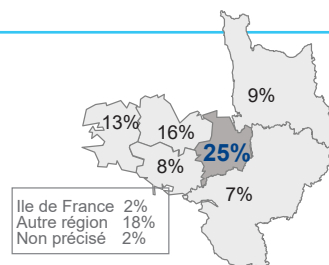 9%
13%
16%
25%
8%
7%
Ile de France 2%
Autre région 18%
Non précisé 2%